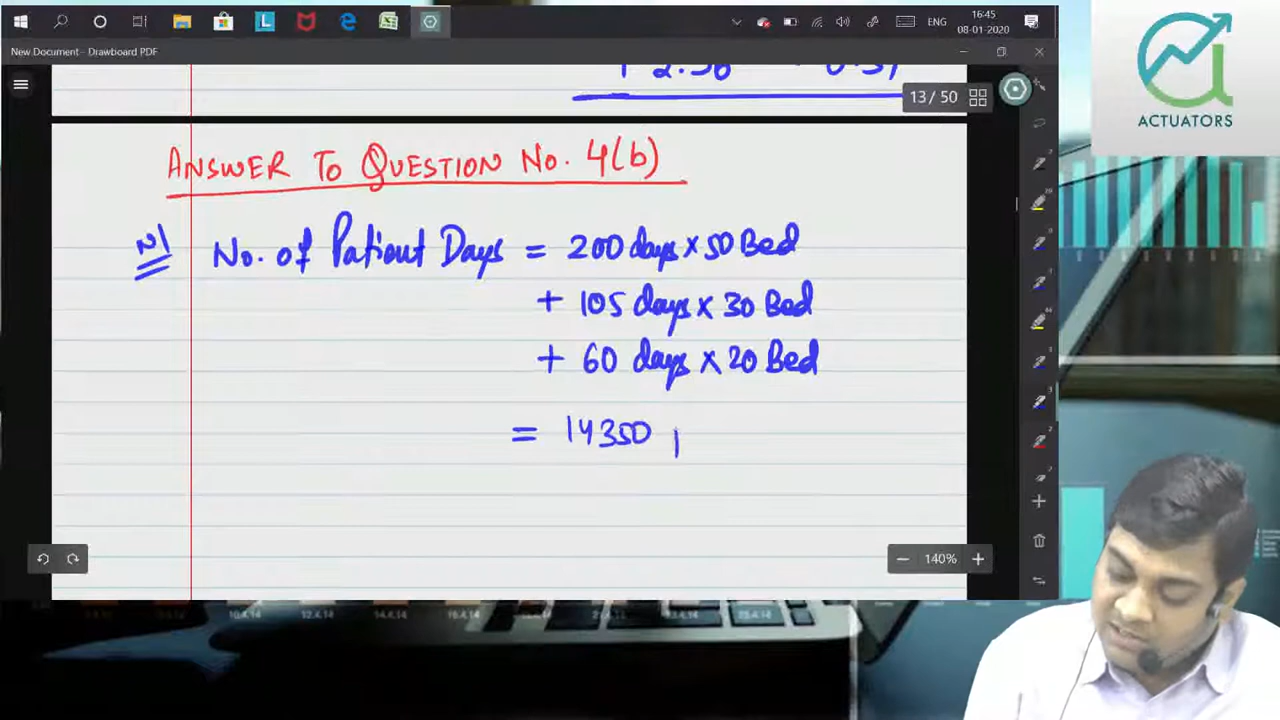 16:45
ENG
08-01-2020
New Document - Drawboard PDF
13 / 50
ACTUATORS
ANSWER TO QUESTION NO. 4(b)
N1 No. of Patient Days = 200 days × 50 Bed
+ 105 days × 30 Bed
+ 60 days × 20 Bed
= 14350
140%